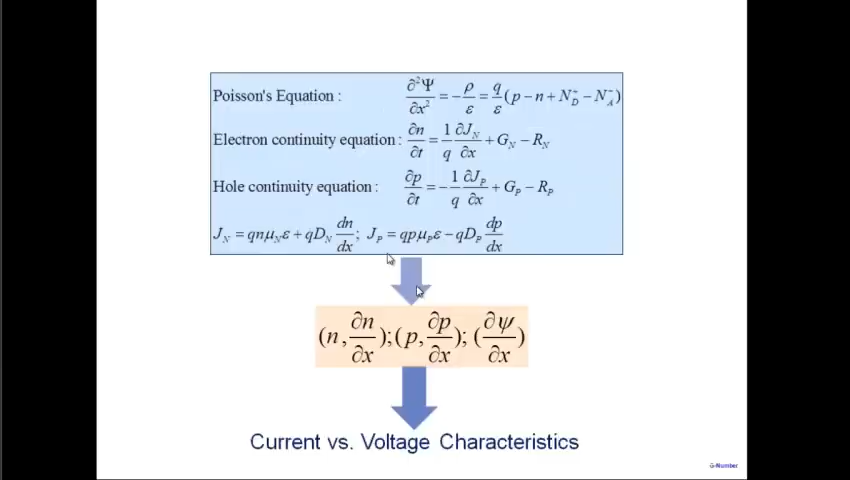 Poisson's Equation : ∂²Ψ/∂x² = −ρ/ε = q/ε (p − n + N_D⁺ − N_A⁻)
Electron continuity equation : ∂n/∂t = 1/q ∂J_N/∂x + G_N − R_N
Hole continuity equation : ∂p/∂t = −1/q ∂J_P/∂x + G_P − R_P
J_N = qnμ_Nε + qD_N dn/dx; J_P = qpμ_Pε − qD_P dp/dx
(n, ∂n/∂x); (p, ∂p/∂x); (∂ψ/∂x)
Current vs. Voltage Characteristics
G-Number